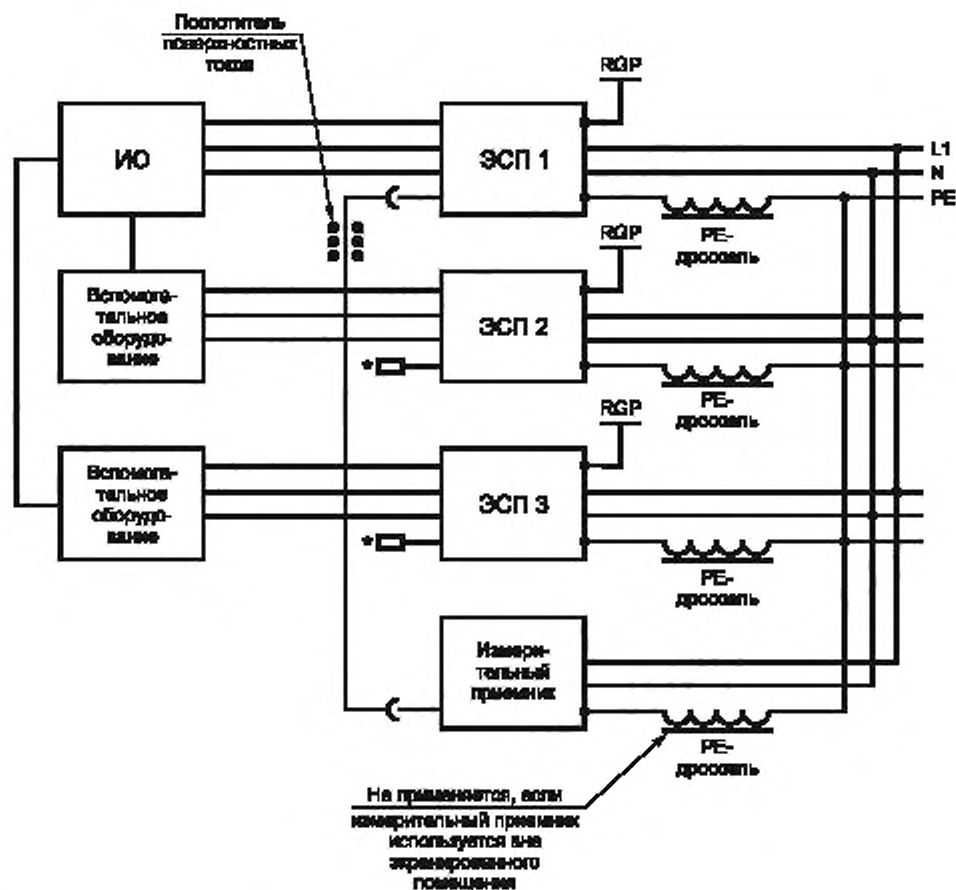 Поглотитель
поверхностных
токов
RGP
ИО
ЭСП 1
L1
N
PE
PE-
дроссель
RGP
Вспомога-
тельное
оборудо-
вание
ЭСП 2
*
PE-
дроссель
RGP
Вспомога-
тельное
оборудо-
вание
ЭСП 3
*
PE-
дроссель
Измери-
тельный
приемник
PE-
дроссель
Не применяется, если
измерительный приемник
используется вне
экранированного
помещения